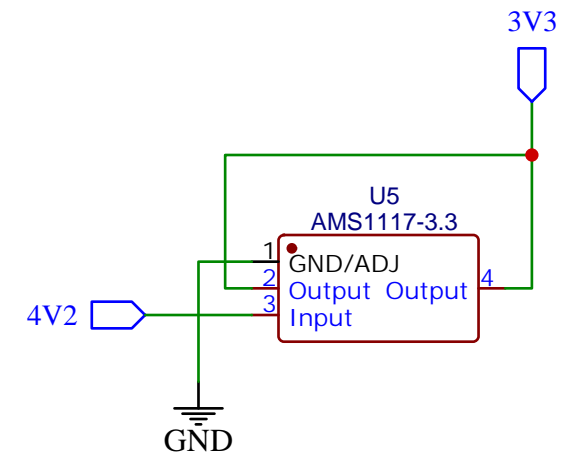 3V3
U5
AMS1117-3.3
1 GND/ADJ
2 Output Output 4
3 Input
4V2
GND